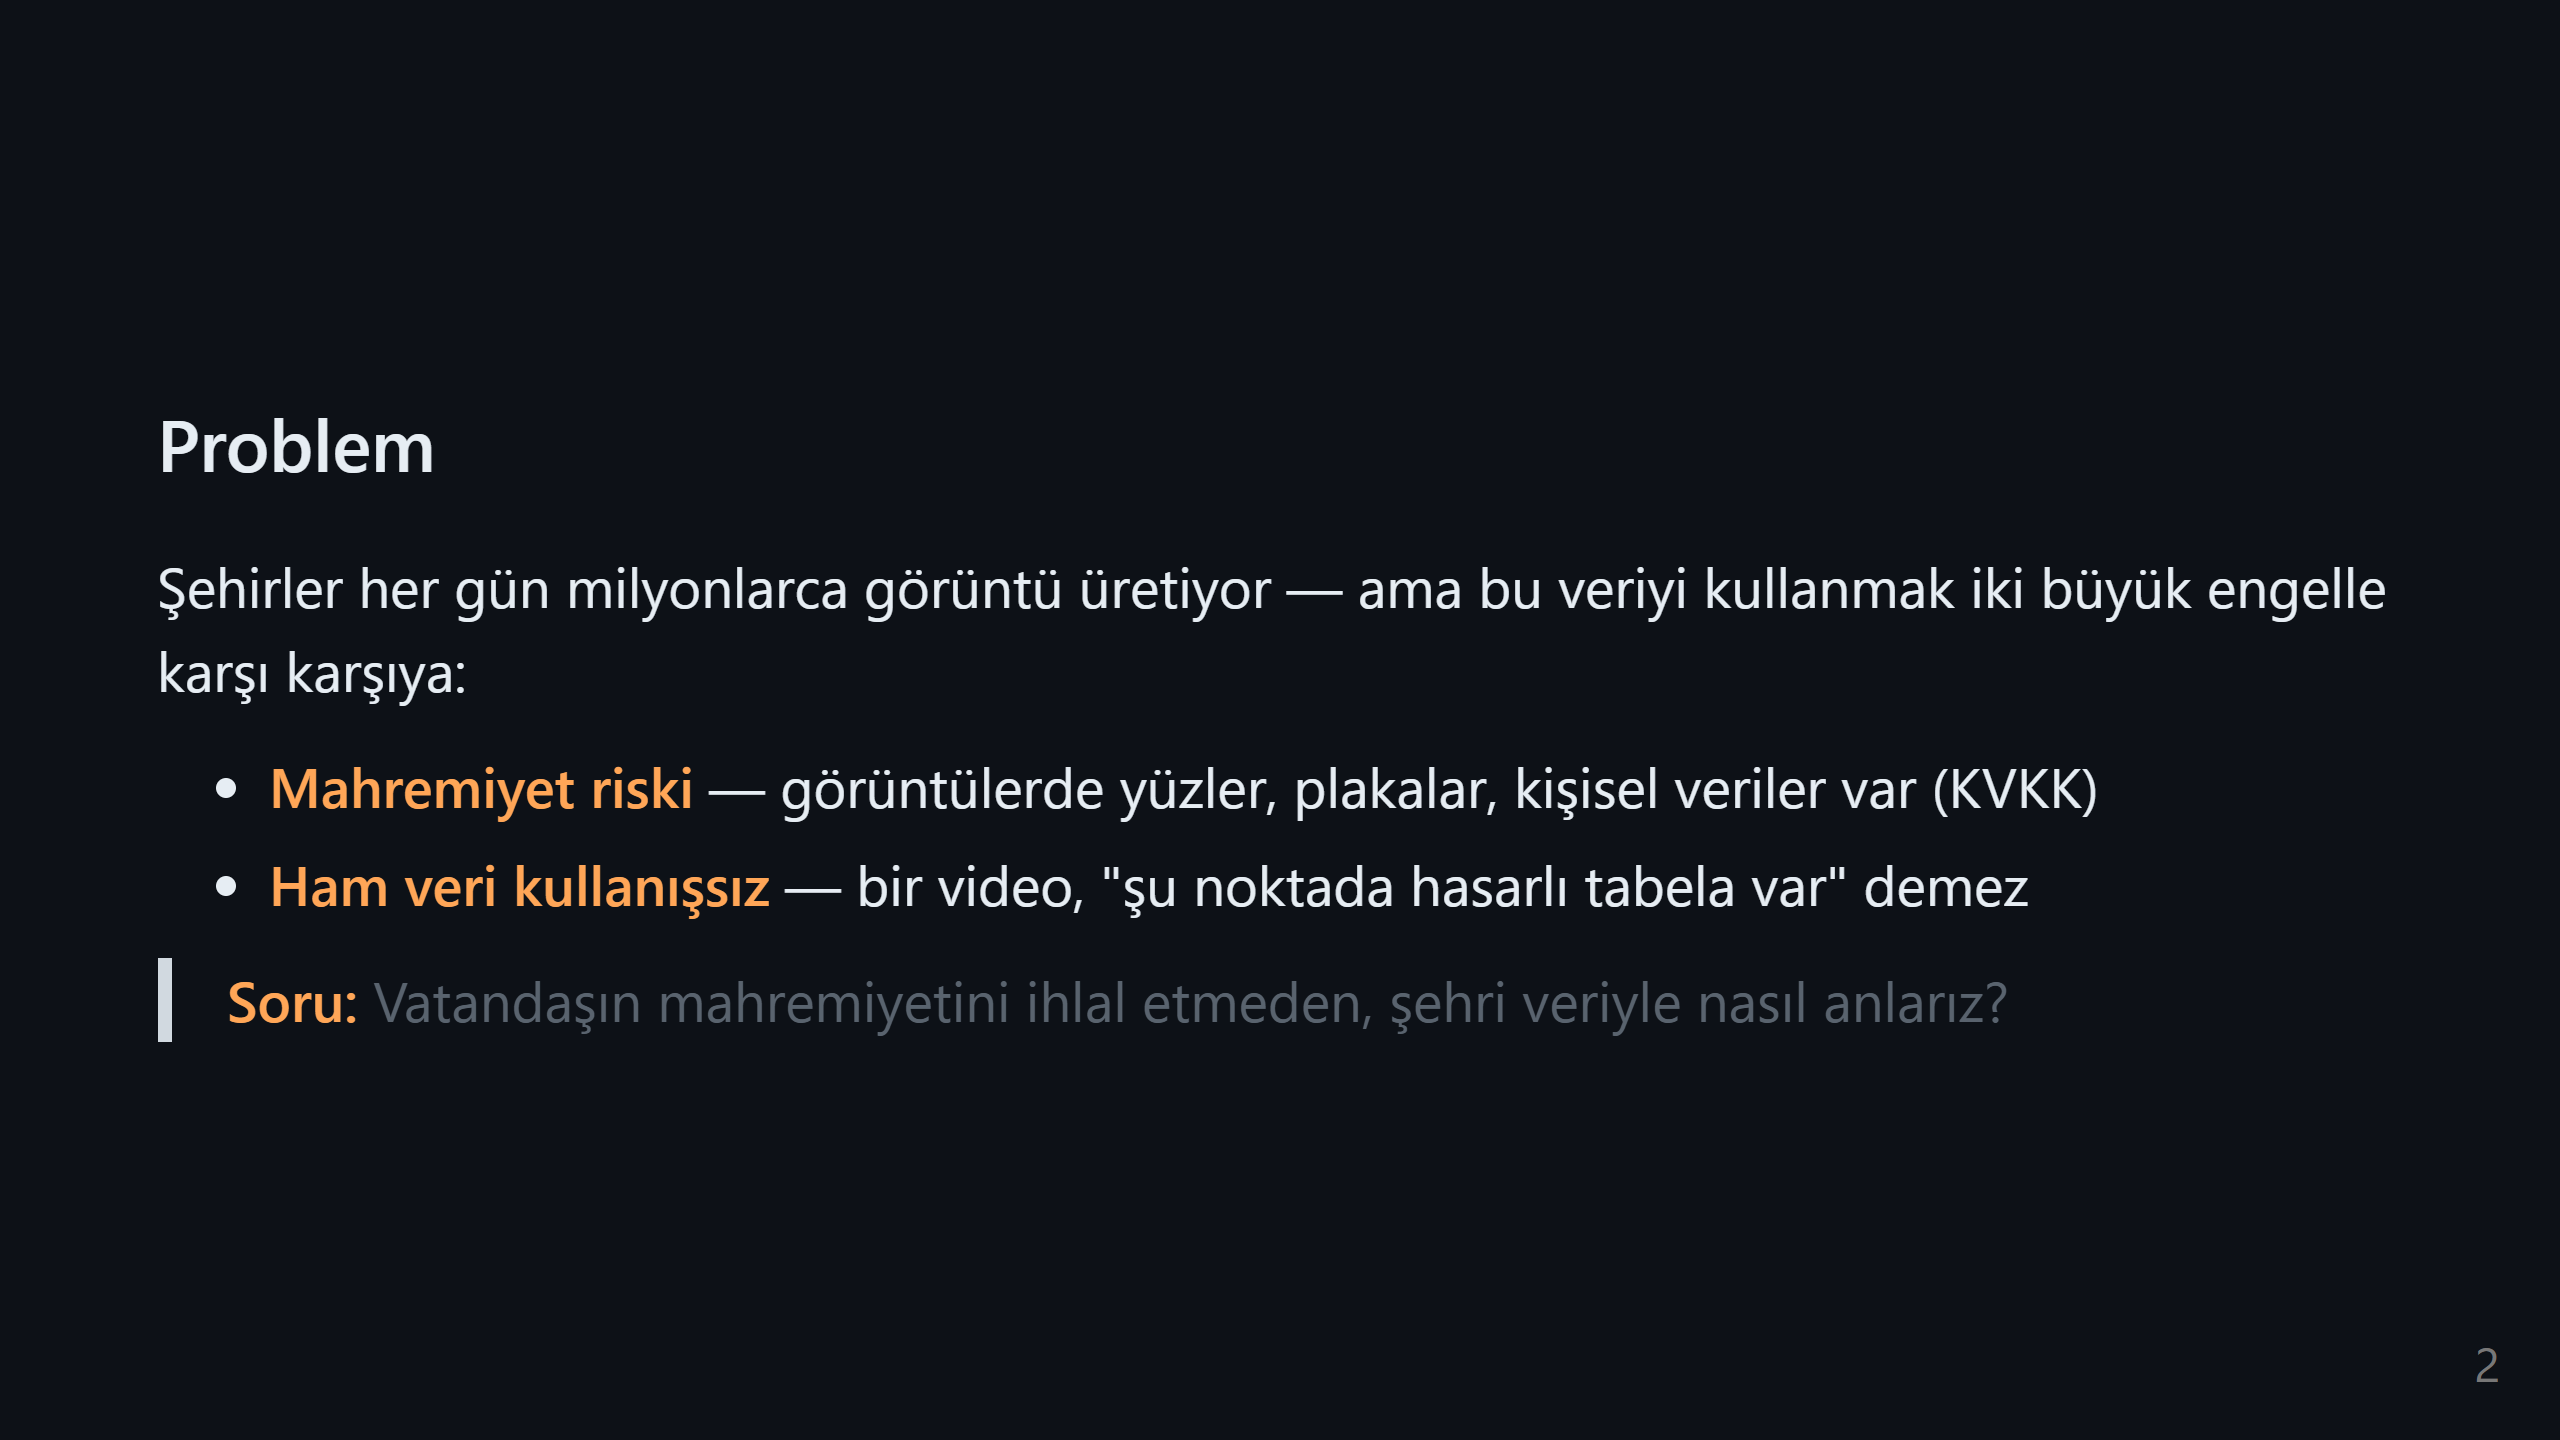 Problem
Şehirler her gün milyonlarca görüntü üretiyor — ama bu veriyi kullanmak iki büyük engelle
karşı karşıya:
• Mahremiyet riski — görüntülerde yüzler, plakalar, kişisel veriler var (KVKK)
• Ham veri kullanışsız — bir video, "şu noktada hasarlı tabela var" demez
Soru: Vatandaşın mahremiyetini ihlal etmeden, şehri veriyle nasıl anlarız?
2